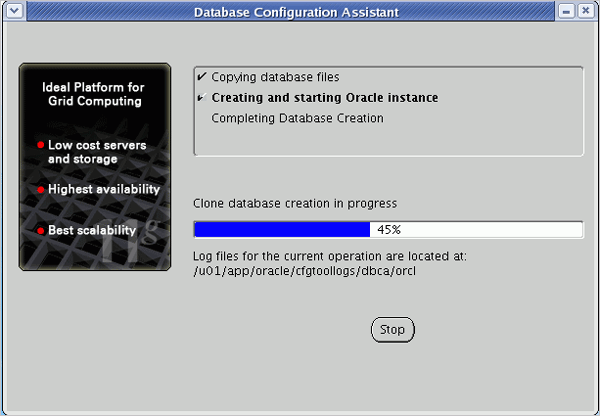 Database Configuration Assistant
Ideal Platform for
Grid Computing
Low cost servers
and storage
Highest availability
Best scalability
11g
Copying database files
Creating and starting Oracle instance
Completing Database Creation
Clone database creation in progress
45%
Log files for the current operation are located at:
/u01/app/oracle/cfgtoollogs/dbca/orcl
Stop